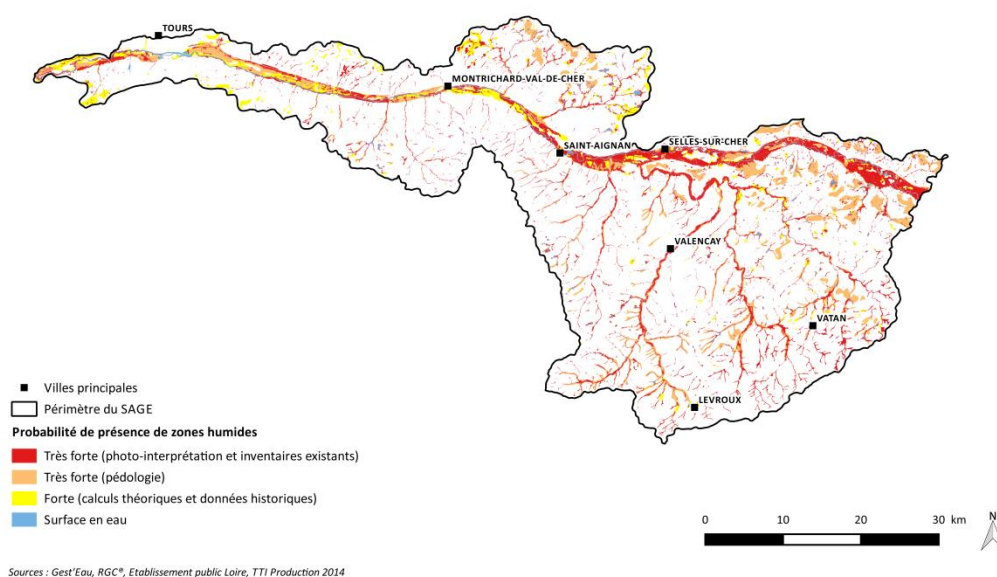 TOURS
MONTRICHARD-VAL-DE-CHER
SAINT-AIGNAN
SELLES-SUR-CHER
VALENCAY
VATAN
LEVROUX
Villes principales
Périmètre du SAGE
Probabilité de présence de zones humides
Très forte (photo-interprétation et inventaires existants)
Très forte (pédologie)
Forte (calculs théoriques et données historiques)
Surface en eau
0 10 20 30 km
N
Sources : Gest'Eau, RGC®, Etablissement public Loire, TTI Production 2014